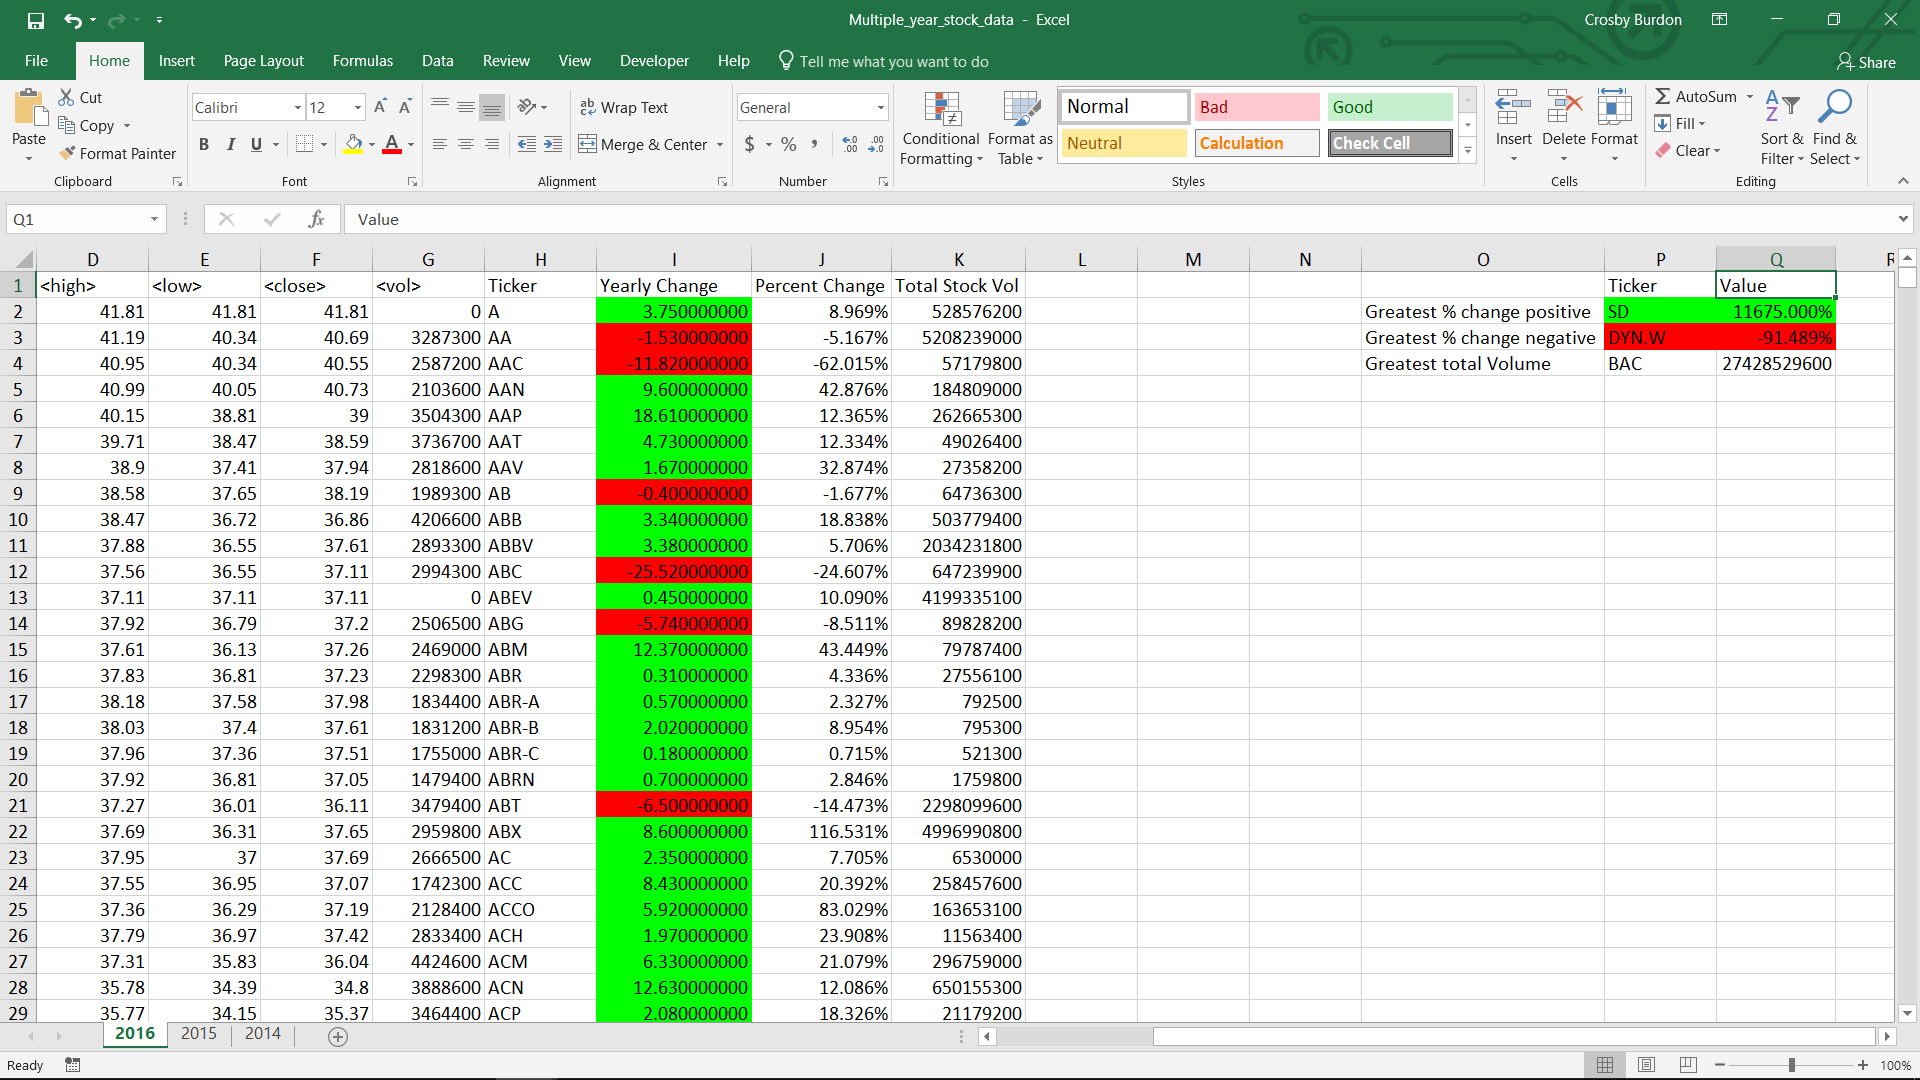 Multiple_year_stock_data - Excel
Crosby Burdon
File Home Insert Page Layout Formulas Data Review View Developer Help Tell me what you want to do Share
Paste Cut Copy Format Painter Clipboard
Calibri 12 A A B I U A Font
Wrap Text Merge & Center Alignment
General $ % , .00 .0 Number
Conditional Formatting Format as Table
Normal Bad Good
Neutral Calculation Check Cell
Styles
Insert Delete Format Cells
AutoSum Fill Clear Sort & Filter Find & Select Editing
Q1 fx Value
D E F G H I J K L M N O P Q R
1 <high> <low> <close> <vol> Ticker Yearly Change Percent Change Total Stock Vol Ticker Value
2 41.81 41.81 41.81 0 A 3.750000000 8.969% 528576200 Greatest % change positive SD 11675.000%
3 41.19 40.34 40.69 3287300 AA -1.530000000 -5.167% 5208239000 Greatest % change negative DYN.W -91.489%
4 40.95 40.34 40.55 2587200 AAC -11.820000000 -62.015% 57179800 Greatest total Volume BAC 27428529600
5 40.99 40.05 40.73 2103600 AAN 9.600000000 42.876% 184809000
6 40.15 38.81 39 3504300 AAP 18.610000000 12.365% 262665300
7 39.71 38.47 38.59 3736700 AAT 4.730000000 12.334% 49026400
8 38.9 37.41 37.94 2818600 AAV 1.670000000 32.874% 27358200
9 38.58 37.65 38.19 1989300 AB -0.400000000 -1.677% 64736300
10 38.47 36.72 36.86 4206600 ABB 3.340000000 18.838% 503779400
11 37.88 36.55 37.61 2893300 ABBV 3.380000000 5.706% 2034231800
12 37.56 36.55 37.11 2994300 ABC -25.520000000 -24.607% 647239900
13 37.11 37.11 37.11 0 ABEV 0.450000000 10.090% 4199335100
14 37.92 36.79 37.2 2506500 ABG -5.740000000 -8.511% 89828200
15 37.61 36.13 37.26 2469000 ABM 12.370000000 43.449% 79787400
16 37.83 36.81 37.23 2298300 ABR 0.310000000 4.336% 27556100
17 38.18 37.58 37.98 1834400 ABR-A 0.570000000 2.327% 792500
18 38.03 37.4 37.61 1831200 ABR-B 2.020000000 8.954% 795300
19 37.96 37.36 37.51 1755000 ABR-C 0.180000000 0.715% 521300
20 37.92 36.81 37.05 1479400 ABRN 0.700000000 2.846% 1759800
21 37.27 36.01 36.11 3479400 ABT -6.500000000 -14.473% 2298099600
22 37.69 36.31 37.65 2959800 ABX 8.600000000 116.531% 4996990800
23 37.95 37 37.69 2666500 AC 2.350000000 7.705% 6530000
24 37.55 36.95 37.07 1742300 ACC 8.430000000 20.392% 258457600
25 37.36 36.29 37.19 2128400 ACCO 5.920000000 83.029% 163653100
26 37.79 36.97 37.42 2833400 ACH 1.970000000 23.908% 11563400
27 37.31 35.83 36.04 4424600 ACM 6.330000000 21.079% 296759000
28 35.78 34.39 34.8 3888600 ACN 12.630000000 12.086% 650155300
29 35.77 34.15 35.37 3464400 ACP 2.080000000 18.326% 21179200
2016 2015 2014
Ready 100%